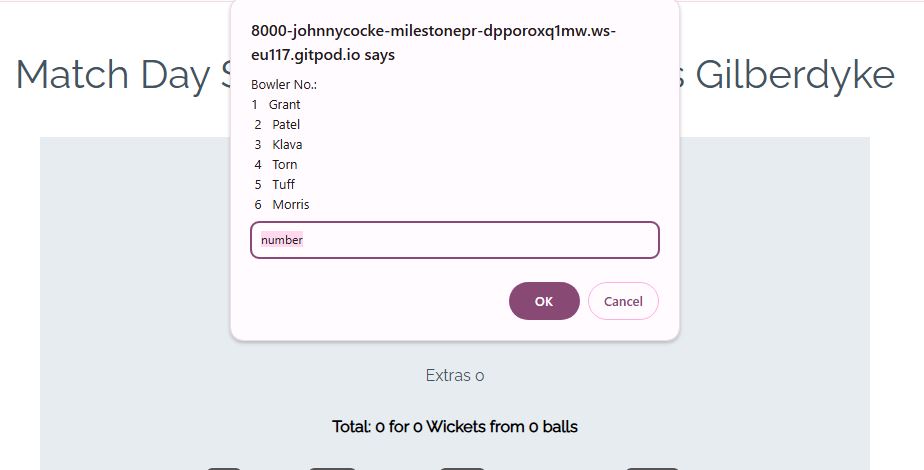 8000-johnnycocke-milestonepr-dpporoxq1mw.ws-
eu117.gitpod.io says
Match Day s Gilberdyke
Bowler No.:
1 Grant
2 Patel
3 Klava
4 Torn
5 Tuff
6 Morris
number
OK Cancel
Extras 0
Total: 0 for 0 Wickets from 0 balls